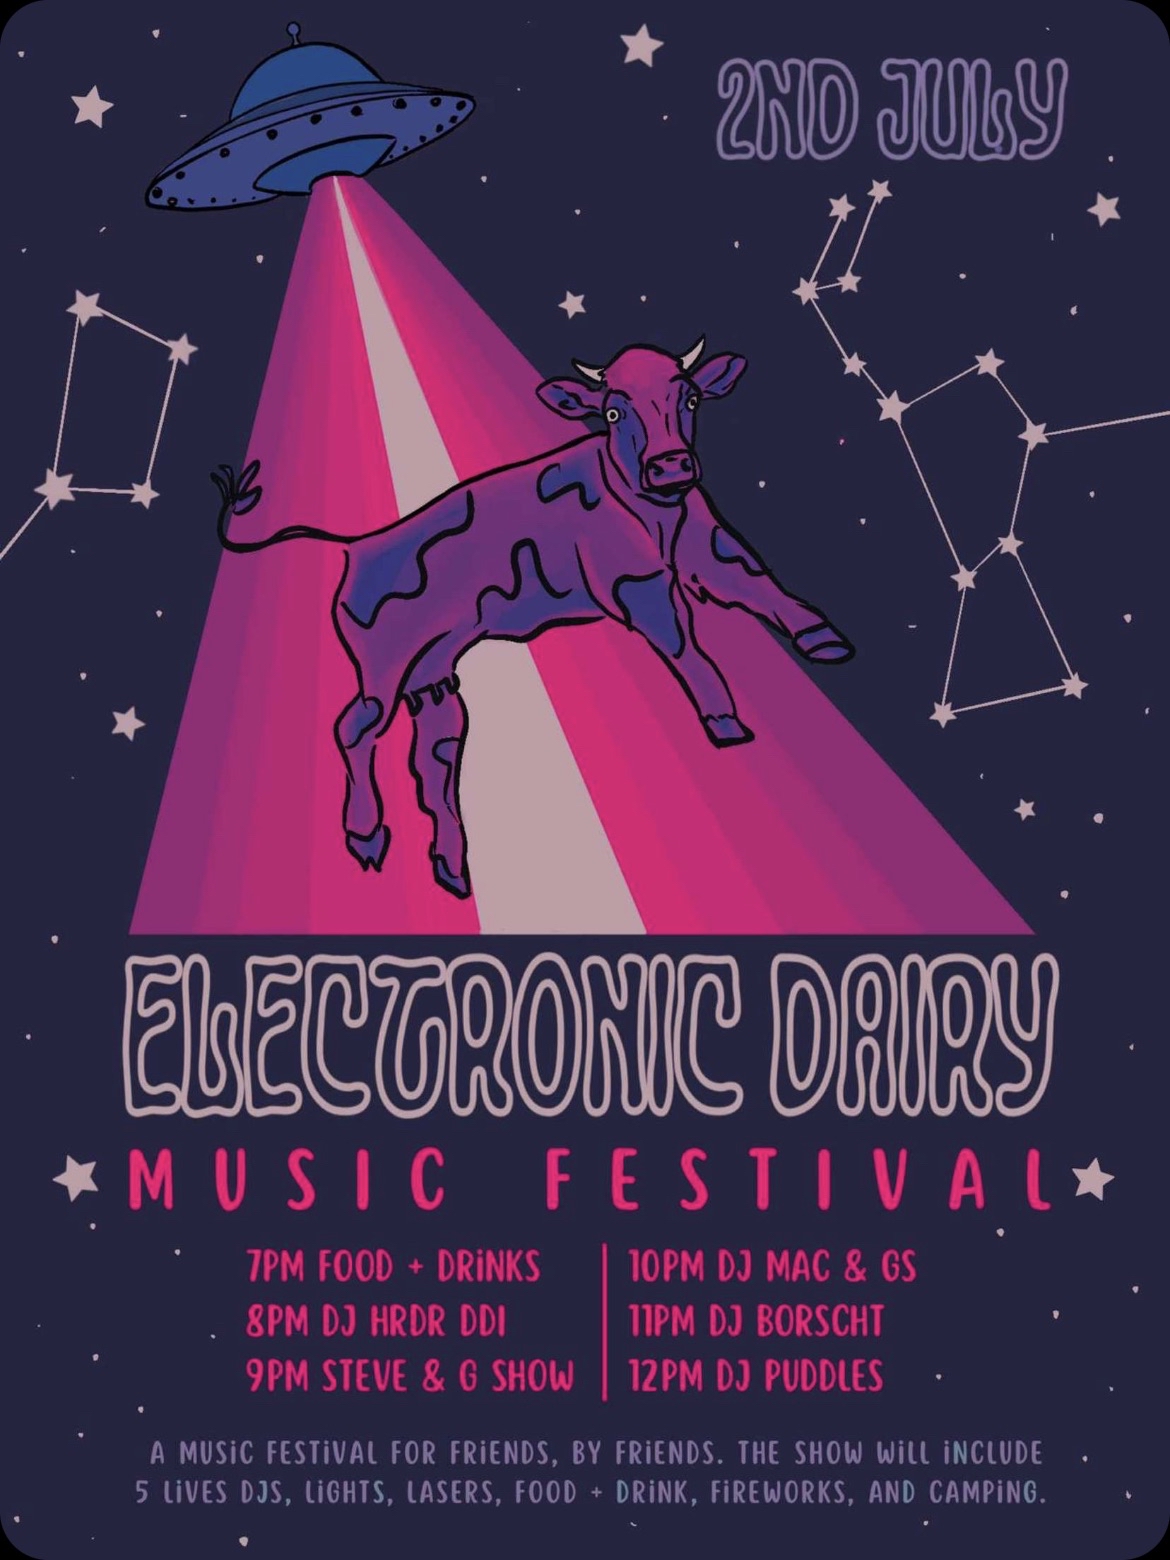 2ND JULY
ELECTRONIC DAIRY
MUSIC FESTIVAL
7PM FOOD + DRINKS
8PM DJ HRDR DDI
9PM STEVE & G SHOW
10PM DJ MAC & GS
11PM DJ BORSCHT
12PM DJ PUDDLES
A MUSIC FESTIVAL FOR FRIENDS, BY FRIENDS. THE SHOW WILL INCLUDE
5 LIVES DJS, LIGHTS, LASERS, FOOD + DRINK, FIREWORKS, AND CAMPING.